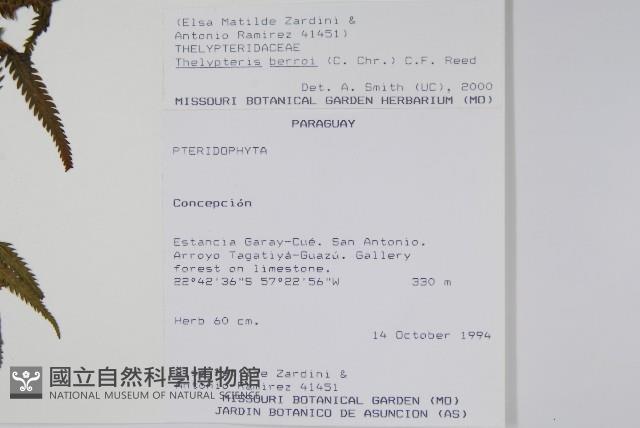 (Elsa Matilde Zardini &
Antonio Ramirez 41451)
THELYPTERIDACEAE
Thelypteris berroi (C. Chr.) C.F. Reed
Det. A. Smith (UC), 2000
MISSOURI BOTANICAL GARDEN HERBARIUM (MO)
PARAGUAY
PTERIDOPHYTA
Concepción
Estancia Garay-Cué. San Antonio.
Arroyo Tagatiyá-Guazú. Gallery
forest on limestone.
22°42'36"S 57°22'56"W 330 m
Herb 60 cm.
14 October 1994
de Zardini &
Antonio Ramirez 41451
MISSOURI BOTANICAL GARDEN (MO)
JARDIN BOTANICO DE ASUNCION (AS)
國立自然科學博物館
NATIONAL MUSEUM OF NATURAL SCIENCE